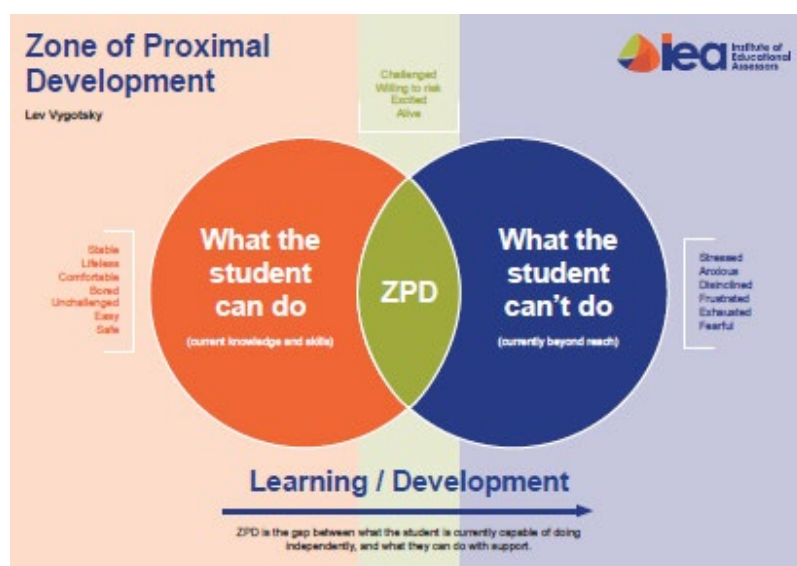 Zone of Proximal
Development
Lev Vygotsky
iea
Institute of
Educational
Assessors
Challenged
Willing to risk
Excited
Alive
Stable
Lifeless
Comfortable
Bored
Unchallenged
Easy
Safe
What the
student
can do
(current knowledge and skills)
ZPD
What the
student
can't do
(currently beyond reach)
Stressed
Anxious
Disinclined
Frustrated
Exhausted
Fearful
Learning / Development
ZPD is the gap between what the student is currently capable of doing
independently, and what they can do with support.